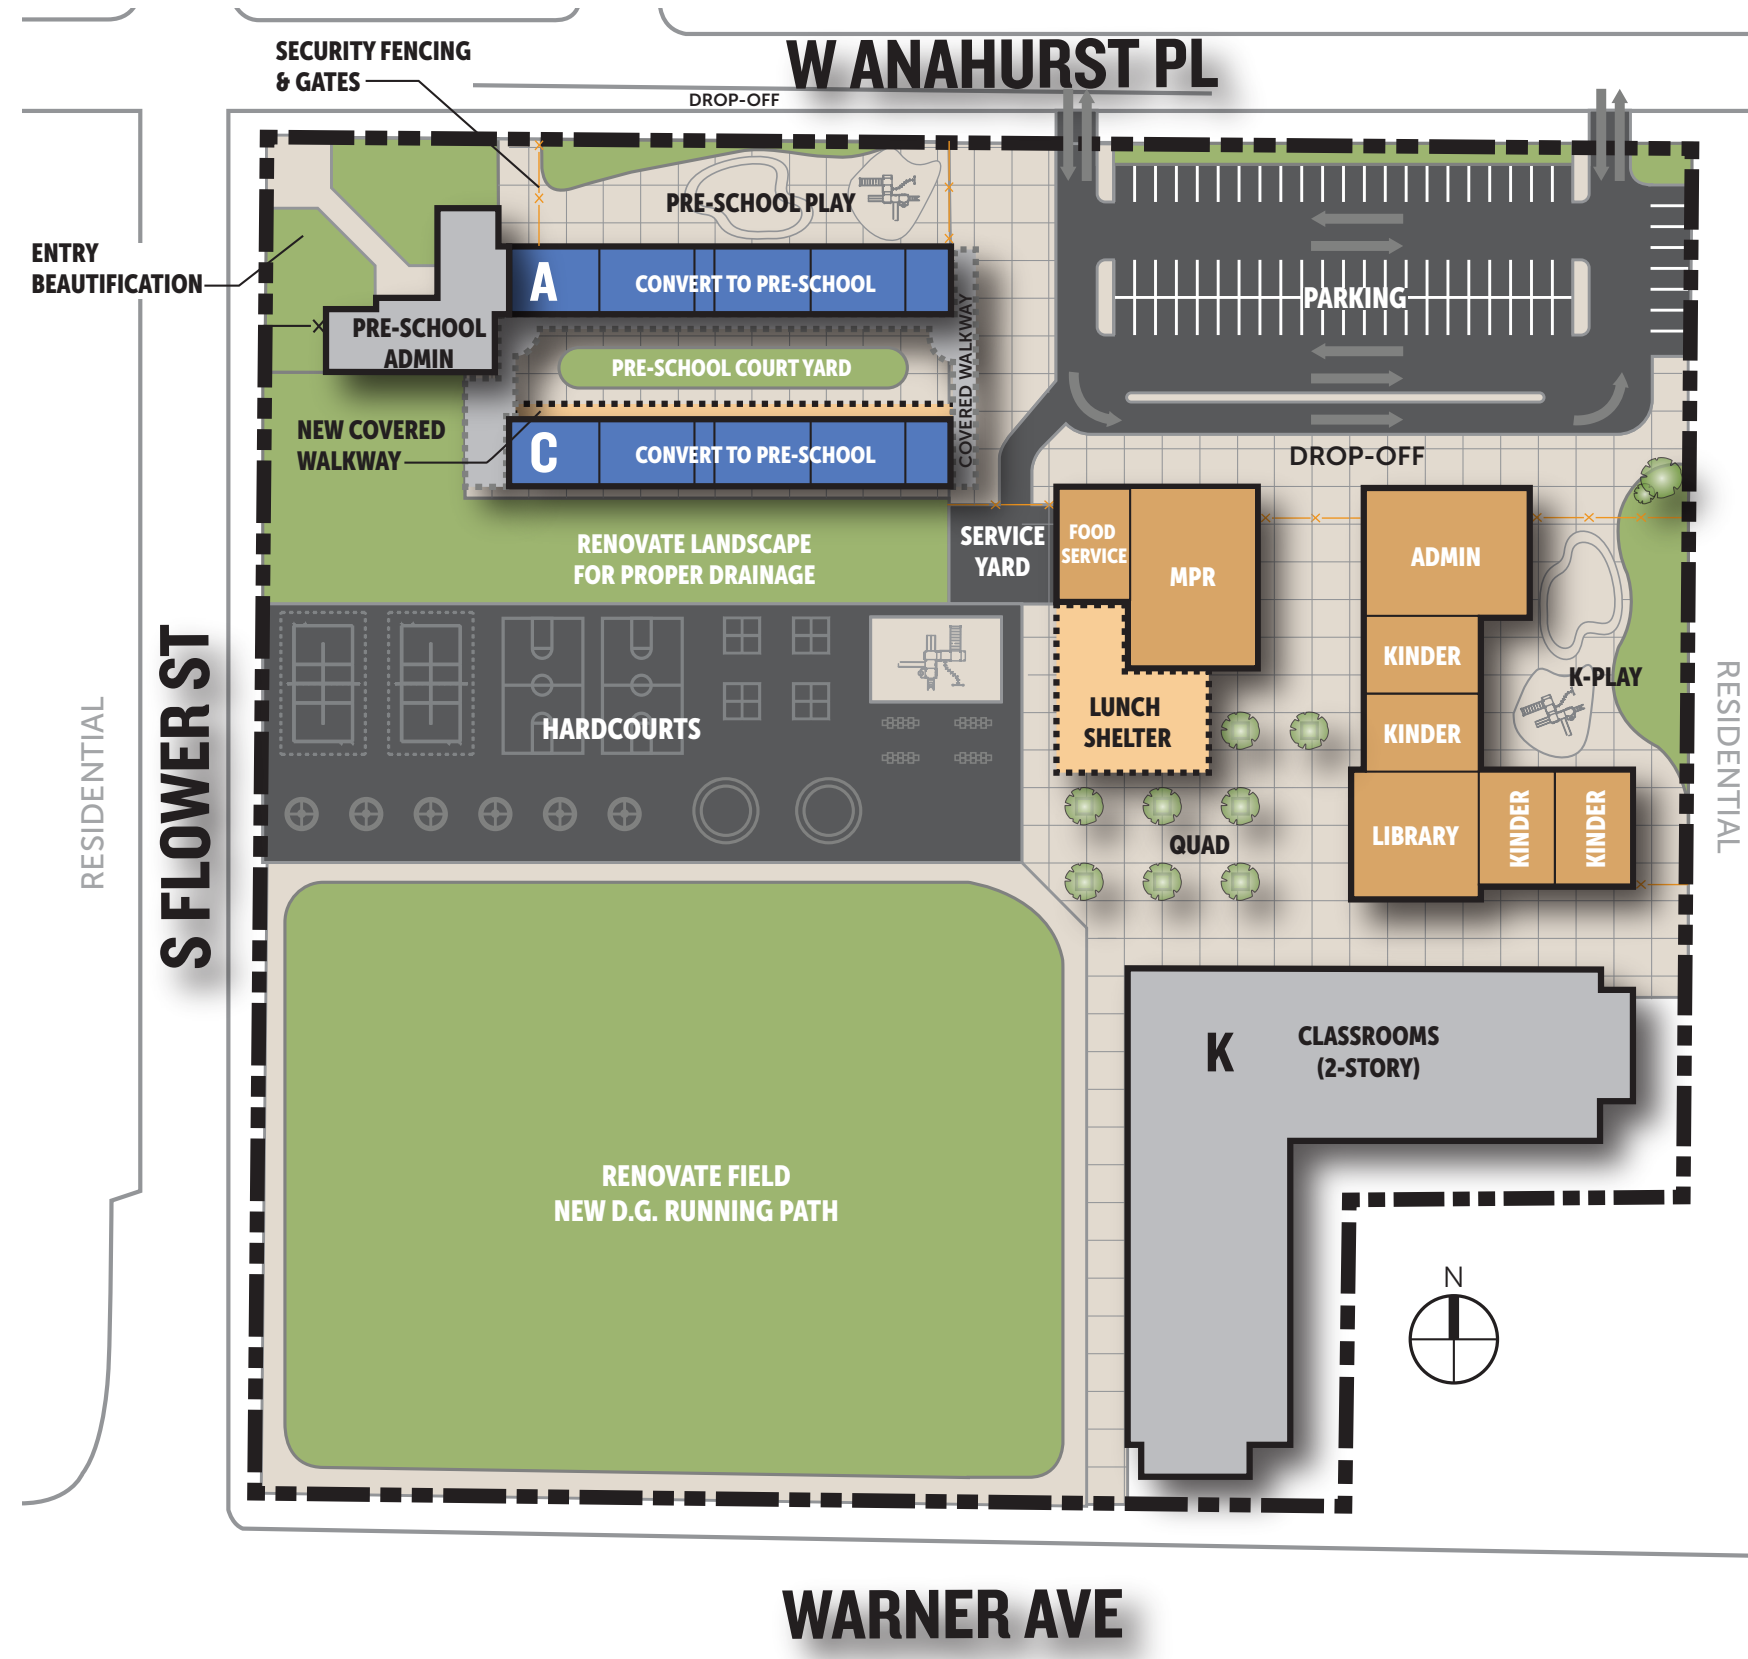 SECURITY FENCING
& GATES
W ANAHURST PL
DROP-OFF
PRE-SCHOOL PLAY
ENTRY
BEAUTIFICATION
A
CONVERT TO PRE-SCHOOL
PARKING
PRE-SCHOOL
ADMIN
PRE-SCHOOL COURT YARD
COVERED WALKWAY
NEW COVERED
WALKWAY
C
CONVERT TO PRE-SCHOOL
DROP-OFF
RENOVATE LANDSCAPE
FOR PROPER DRAINAGE
SERVICE
YARD
FOOD
SERVICE
MPR
ADMIN
KINDER
KINDER
K-PLAY
LUNCH
SHELTER
HARDCOURTS
S FLOWER ST
RESIDENTIAL
RESIDENTIAL
QUAD
LIBRARY
KINDER
KINDER
K
CLASSROOMS
(2-STORY)
RENOVATE FIELD
NEW D.G. RUNNING PATH
N
WARNER AVE